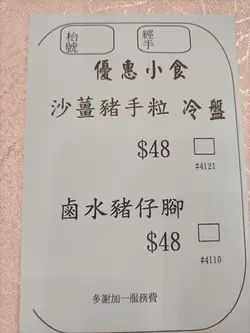 枱號
經手
優惠小食
沙薑豬手粒 冷盤
$48
#4121
鹵水豬仔腳
$48
#4110
多謝加一服務費